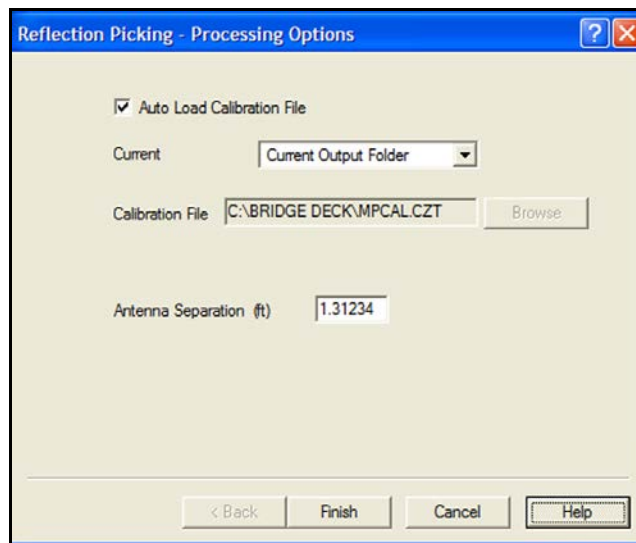 Reflection Picking - Processing Options
Auto Load Calibration File
Current Current Output Folder
Calibration File C:\BRIDGE DECK\MPCAL.CZT Browse
Antenna Separation (ft) 1.31234
< Back Finish Cancel Help